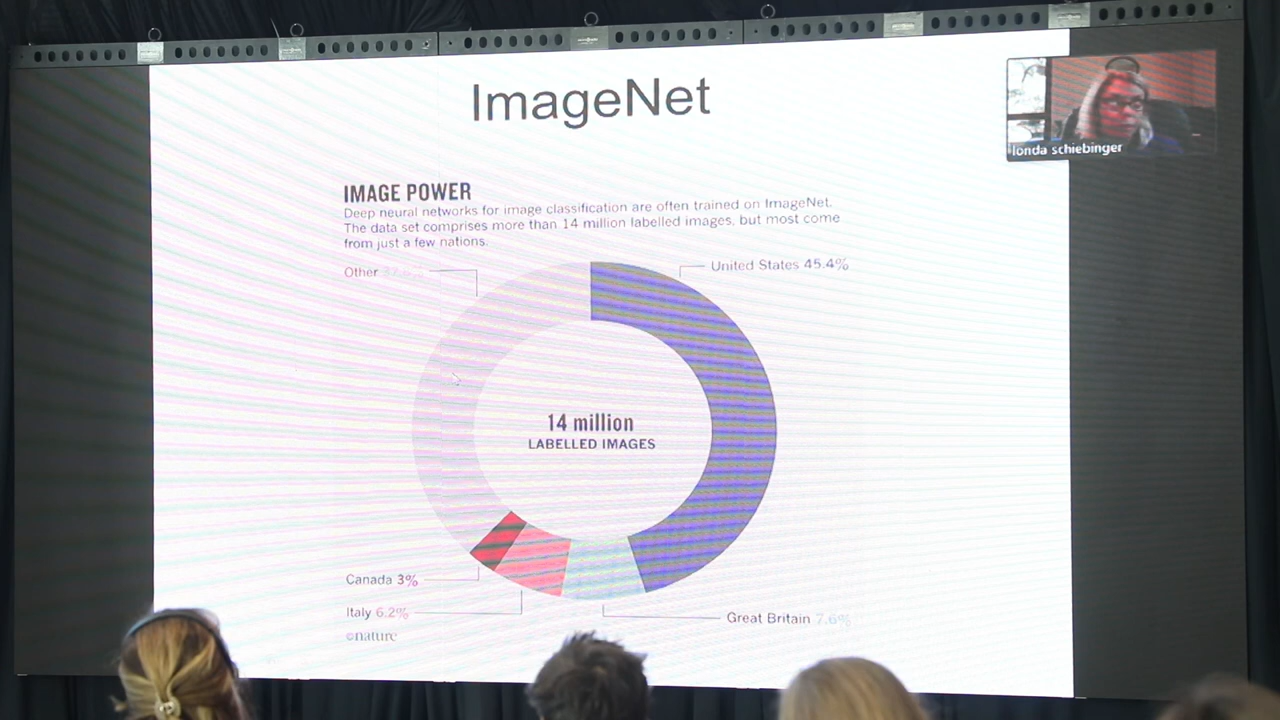 ImageNet
londa schiebinger
IMAGE POWER
Deep neural networks for image classification are often trained on ImageNet.
The data set comprises more than 14 million labelled images, but most come
from just a few nations.
Other
United States 45.4%
14 million
LABELLED IMAGES
Canada 3%
Italy 6.2%
Great Britain 7.6%
©nature